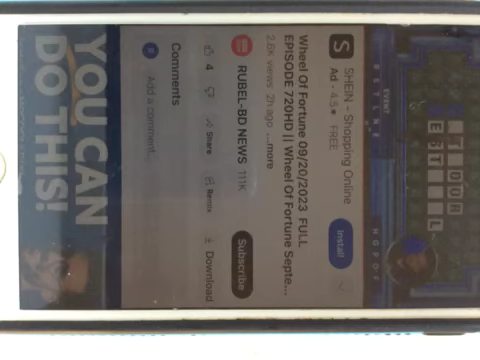 EVENT
SHEIN - Shopping Online
Ad · 4.5★ FREE
Install
Wheel Of Fortune 09/20/2023 FULL
EPISODE 720HD || Wheel Of Fortune Septe...
2.6K views 2h ago ...more
RUBEL-BD NEWS 111K
Subscribe
4
Share
Remix
Download
Comments
Add a comment...
YOU CAN
DO THIS!